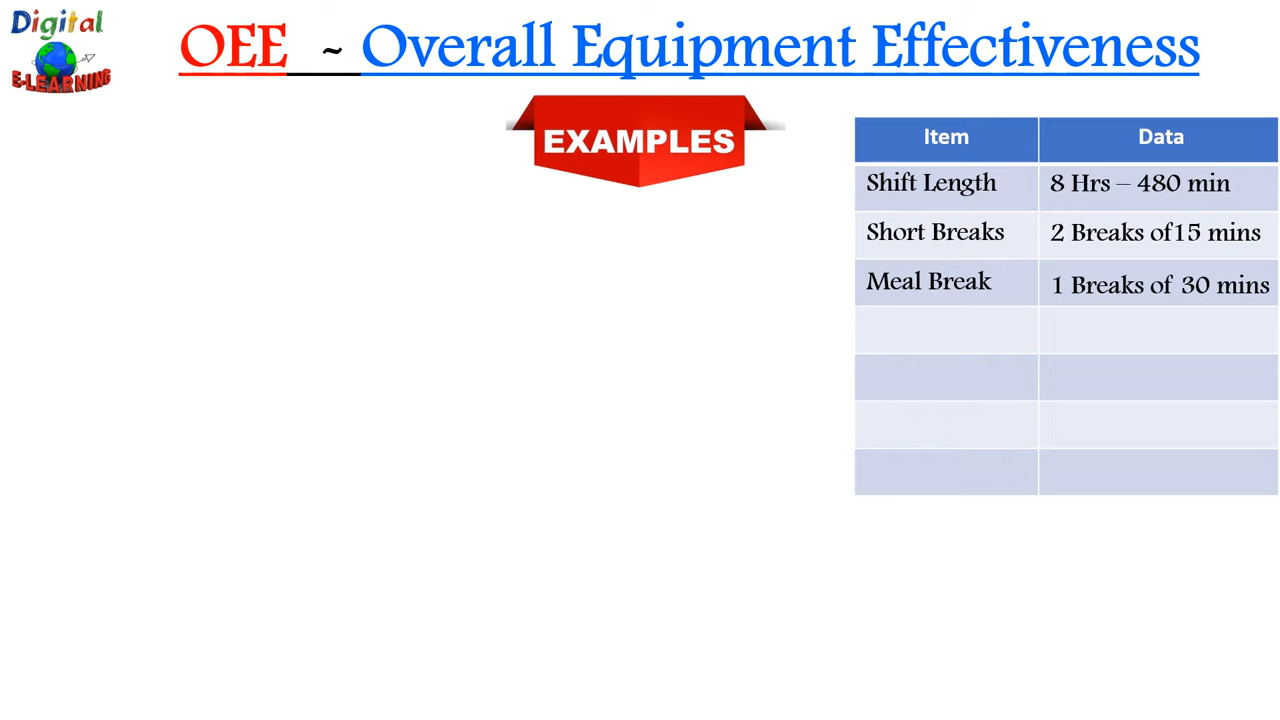 Digital
E-LEARNING
OEE ~ Overall Equipment Effectiveness
EXAMPLES
Item Data
Shift Length 8 Hrs – 480 min
Short Breaks 2 Breaks of15 mins
Meal Break 1 Breaks of 30 mins